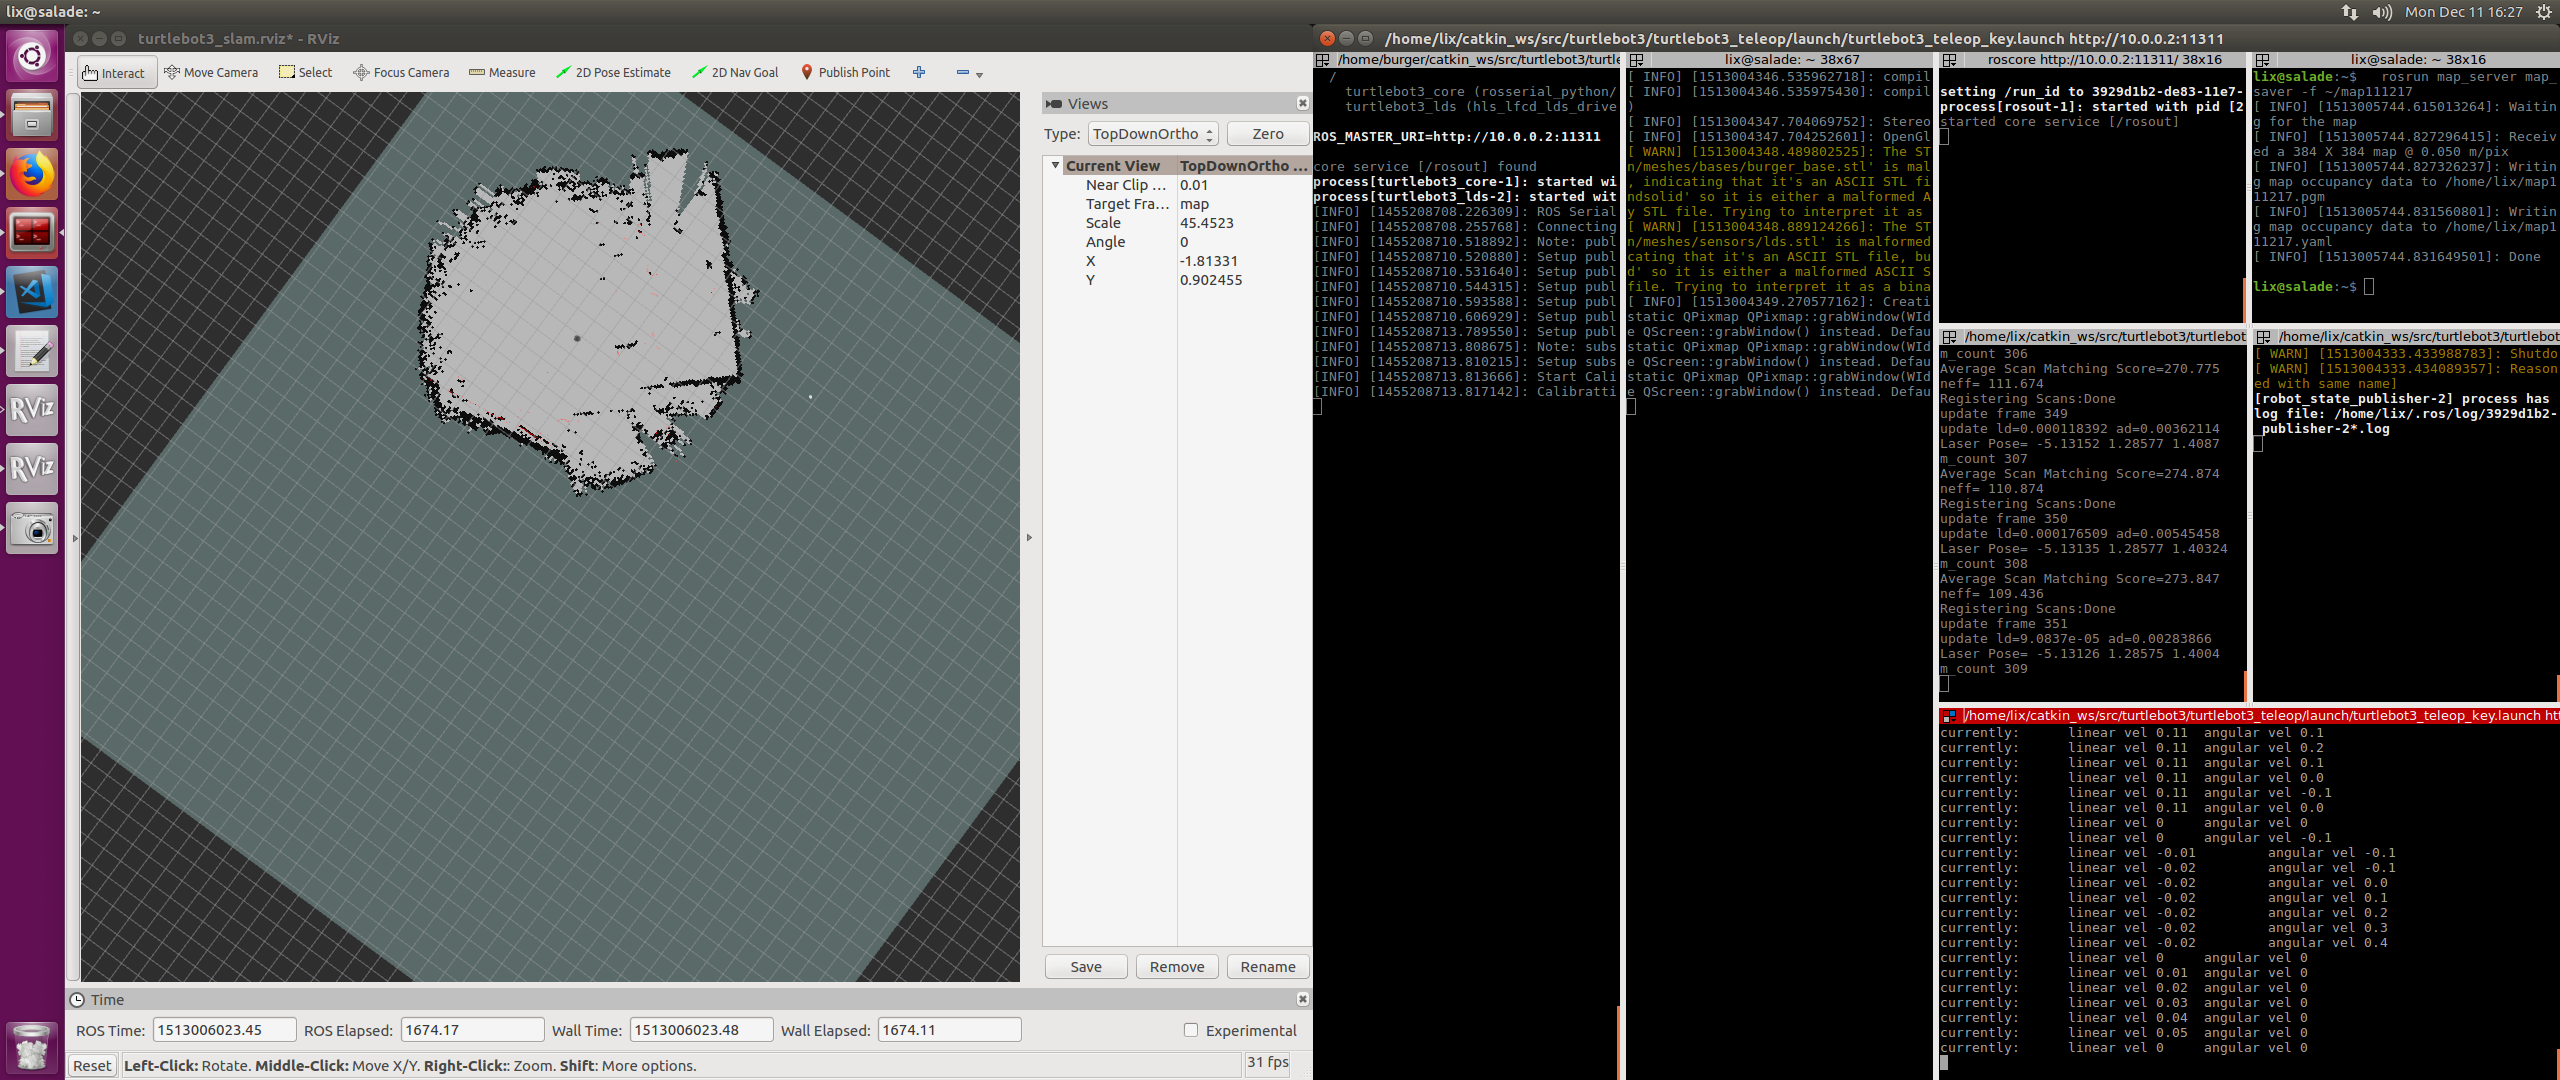 lix@salade: ~
Mon Dec 11 16:27
turtlebot3_slam.rviz* - RViz
Interact
Move Camera
Select
Focus Camera
Measure
2D Pose Estimate
2D Nav Goal
Publish Point
Views
Type: TopDownOrtho Zero
Current View TopDownOrtho ...
Near Clip ... 0.01
Target Fra... map
Scale 45.4523
Angle 0
X -1.81331
Y 0.902455
Save Remove Rename
Time
ROS Time: 1513006023.45 ROS Elapsed: 1674.17 Wall Time: 1513006023.48 Wall Elapsed: 1674.11 Experimental
Reset Left-Click: Rotate. Middle-Click: Move X/Y. Right-Click:: Zoom. Shift: More options. 31 fps
RViz
RViz
/home/lix/catkin_ws/src/turtlebot3/turtlebot3_teleop/launch/turtlebot3_teleop_key.launch http://10.0.0.2:11311
/home/burger/catkin_ws/src/turtlebot3/turtle
/
turtlebot3_core (rosserial_python/
turtlebot3_lds (hls_lfcd_lds_drive
ROS_MASTER_URI=http://10.0.0.2:11311
core service [/rosout] found
process[turtlebot3_core-1]: started wi
process[turtlebot3_lds-2]: started wit
[INFO] [1455208708.226309]: ROS Serial
[INFO] [1455208708.255768]: Connecting
[INFO] [1455208710.518892]: Note: publ
[INFO] [1455208710.520880]: Setup publ
[INFO] [1455208710.531640]: Setup publ
[INFO] [1455208710.544315]: Setup publ
[INFO] [1455208710.593588]: Setup publ
[INFO] [1455208710.606929]: Setup publ
[INFO] [1455208713.789550]: Setup publ
[INFO] [1455208713.808675]: Note: subs
[INFO] [1455208713.810215]: Setup subs
[INFO] [1455208713.813666]: Start Cali
[INFO] [1455208713.817142]: Calibratti
lix@salade: ~ 38x67
[ INFO] [1513004346.535962718]: compil
[ INFO] [1513004346.535975430]: compil
)
[ INFO] [1513004347.704069752]: Stereo
[ INFO] [1513004347.704252601]: OpenGl
[ WARN] [1513004348.489802525]: The ST
n/meshes/bases/burger_base.stl' is mal
, indicating that it's an ASCII STL fi
ndsolid' so it is either a malformed A
y STL file. Trying to interpret it as
[ WARN] [1513004348.889124266]: The ST
n/meshes/sensors/lds.stl' is malformed
cating that it's an ASCII STL file, bu
d' so it is either a malformed ASCII S
file. Trying to interpret it as a bina
[ INFO] [1513004349.270577162]: Creati
static QPixmap QPixmap::grabWindow(WId
e QScreen::grabWindow() instead. Defau
static QPixmap QPixmap::grabWindow(WId
e QScreen::grabWindow() instead. Defau
static QPixmap QPixmap::grabWindow(WId
e QScreen::grabWindow() instead. Defau
roscore http://10.0.0.2:11311/ 38x16
setting /run_id to 3929d1b2-de83-11e7-
process[rosout-1]: started with pid [2
started core service [/rosout]
lix@salade: ~ 38x16
lix@salade:~$ rosrun map_server map_
saver -f ~/map111217
[ INFO] [1513005744.615013264]: Waitin
g for the map
[ INFO] [1513005744.827296415]: Receiv
ed a 384 X 384 map @ 0.050 m/pix
[ INFO] [1513005744.827326237]: Writin
g map occupancy data to /home/lix/map1
11217.pgm
[ INFO] [1513005744.831560801]: Writin
g map occupancy data to /home/lix/map1
11217.yaml
[ INFO] [1513005744.831649501]: Done
lix@salade:~$
/home/lix/catkin_ws/src/turtlebot3/turtlebot
m_count 306
Average Scan Matching Score=270.775
neff= 111.674
Registering Scans:Done
update frame 349
update ld=0.000118392 ad=0.00362114
Laser Pose= -5.13152 1.28577 1.4087
m_count 307
Average Scan Matching Score=274.874
neff= 110.874
Registering Scans:Done
update frame 350
update ld=0.000176509 ad=0.00545458
Laser Pose= -5.13135 1.28577 1.40324
m_count 308
Average Scan Matching Score=273.847
neff= 109.436
Registering Scans:Done
update frame 351
update ld=9.0837e-05 ad=0.00283866
Laser Pose= -5.13126 1.28575 1.4004
m_count 309
/home/lix/catkin_ws/src/turtlebot3/turtlebot
[ WARN] [1513004333.433988783]: Shutdo
[ WARN] [1513004333.434089357]: Reason
ed with same name]
[robot_state_publisher-2] process has
log file: /home/lix/.ros/log/3929d1b2-
_publisher-2*.log
/home/lix/catkin_ws/src/turtlebot3/turtlebot3_teleop/launch/turtlebot3_teleop_key.launch htt
currently: linear vel 0.11 angular vel 0.1
currently: linear vel 0.11 angular vel 0.2
currently: linear vel 0.11 angular vel 0.1
currently: linear vel 0.11 angular vel 0.0
currently: linear vel 0.11 angular vel -0.1
currently: linear vel 0.11 angular vel 0.0
currently: linear vel 0 angular vel 0
currently: linear vel 0 angular vel -0.1
currently: linear vel -0.01 angular vel -0.1
currently: linear vel -0.02 angular vel -0.1
currently: linear vel -0.02 angular vel 0.0
currently: linear vel -0.02 angular vel 0.1
currently: linear vel -0.02 angular vel 0.2
currently: linear vel -0.02 angular vel 0.3
currently: linear vel -0.02 angular vel 0.4
currently: linear vel 0 angular vel 0
currently: linear vel 0.01 angular vel 0
currently: linear vel 0.02 angular vel 0
currently: linear vel 0.03 angular vel 0
currently: linear vel 0.04 angular vel 0
currently: linear vel 0.05 angular vel 0
currently: linear vel 0 angular vel 0